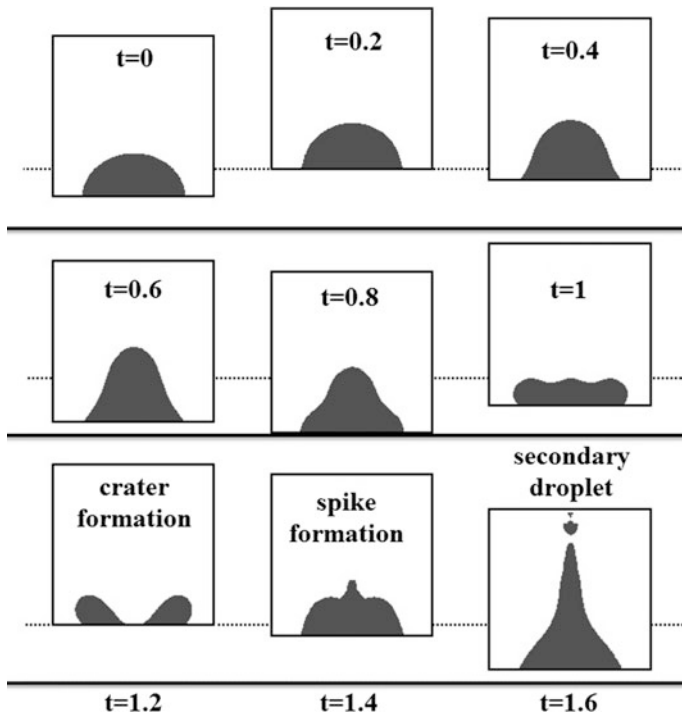 t=0
t=0.2
t=0.4
t=0.6
t=0.8
t=1
crater
formation
spike
formation
secondary
droplet
t=1.2
t=1.4
t=1.6